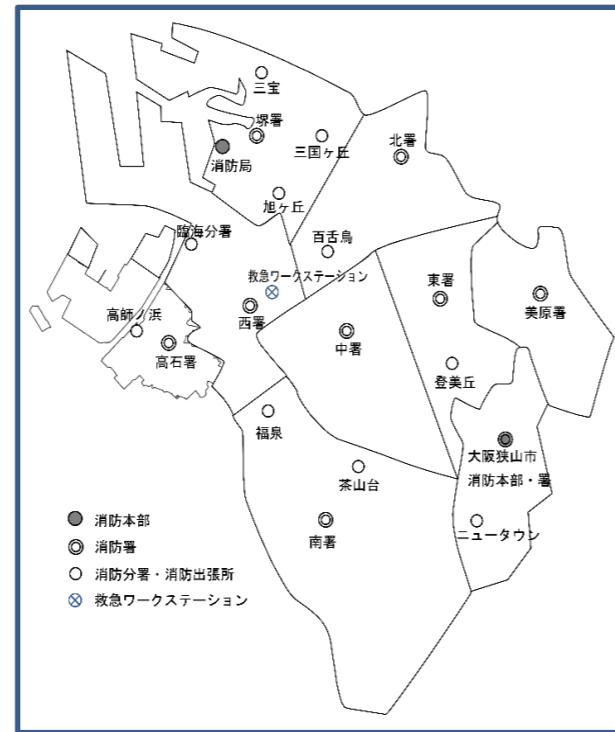 三宝
堺署
三国ヶ丘
北署
消防局
旭ヶ丘
臨海分署
百舌鳥
救急ワークステーション
東署
美原署
西署
高師ノ浜
中署
高石署
登美丘
福泉
大阪狭山市
消防本部・署
茶山台
南署
ニュータウン
消防本部
消防署
消防分署・消防出張所
救急ワークステーション